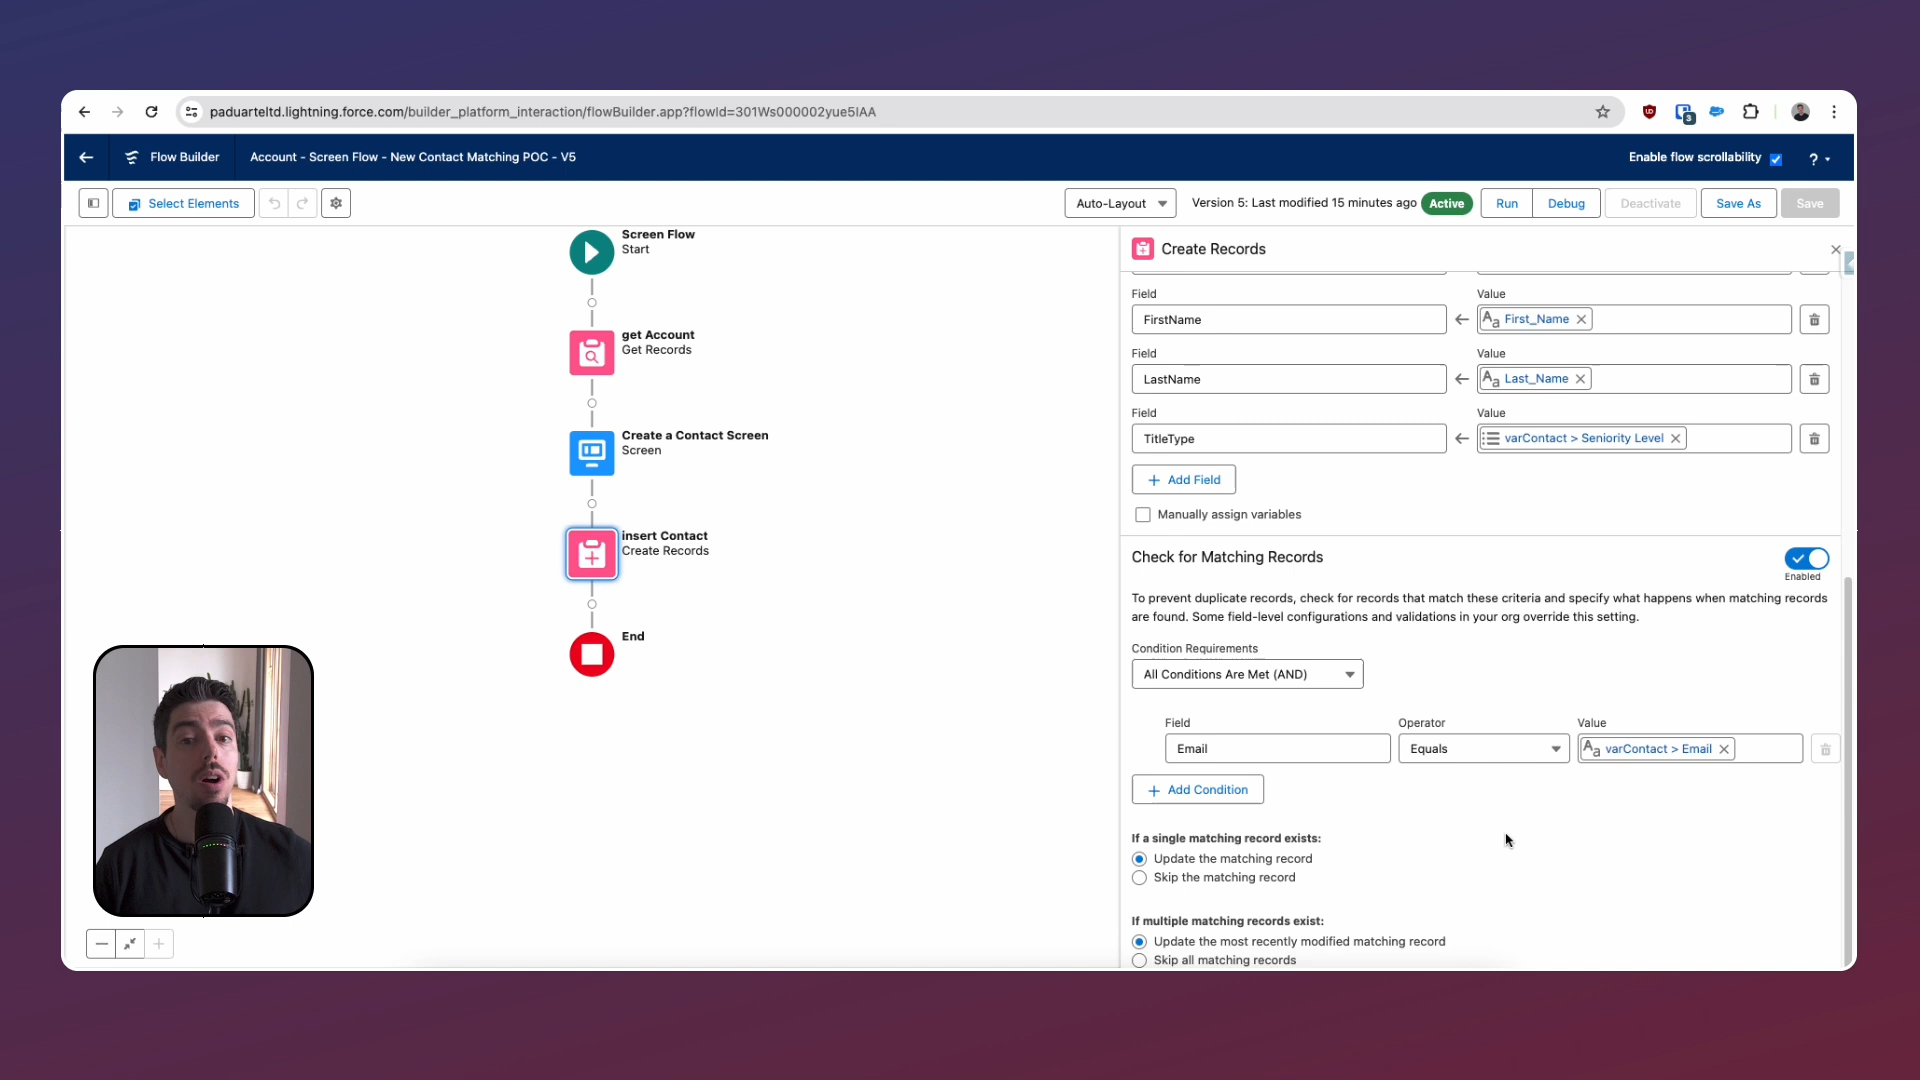 paduarteltd.lightning.force.com/builder_platform_interaction/flowBuilder.app?flowId=301Ws000002yue5IAA
3
Flow Builder
Account - Screen Flow - New Contact Matching POC - V5
Enable flow scrollability
?
Select Elements
Auto-Layout
Version 5: Last modified 15 minutes ago
Active
Run
Debug
Deactivate
Save As
Save
Screen Flow
Start
get Account
Get Records
Create a Contact Screen
Screen
insert Contact
Create Records
End
Create Records
Field
Value
FirstName
Aa First_Name
Field
Value
LastName
Aa Last_Name
Field
Value
TitleType
varContact > Seniority Level
+ Add Field
Manually assign variables
Check for Matching Records
Enabled
To prevent duplicate records, check for records that match these criteria and specify what happens when matching records
are found. Some field-level configurations and validations in your org override this setting.
Condition Requirements
All Conditions Are Met (AND)
Field
Operator
Value
Email
Equals
Aa varContact > Email
+ Add Condition
If a single matching record exists:
Update the matching record
Skip the matching record
If multiple matching records exist:
Update the most recently modified matching record
Skip all matching records